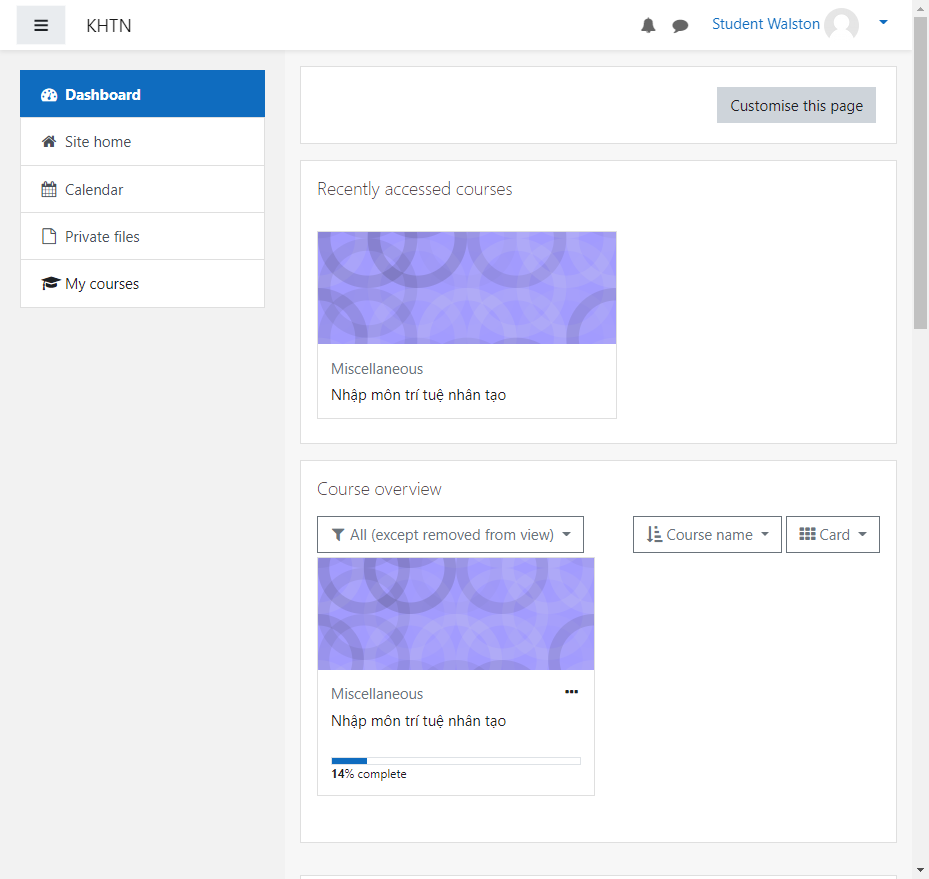 KHTN
Student Walston
Dashboard
Site home
Calendar
Private files
My courses
Customise this page
Recently accessed courses
Miscellaneous
Nhập môn trí tuệ nhân tạo
Course overview
All (except removed from view)
Course name
Card
Miscellaneous
Nhập môn trí tuệ nhân tạo
14% complete